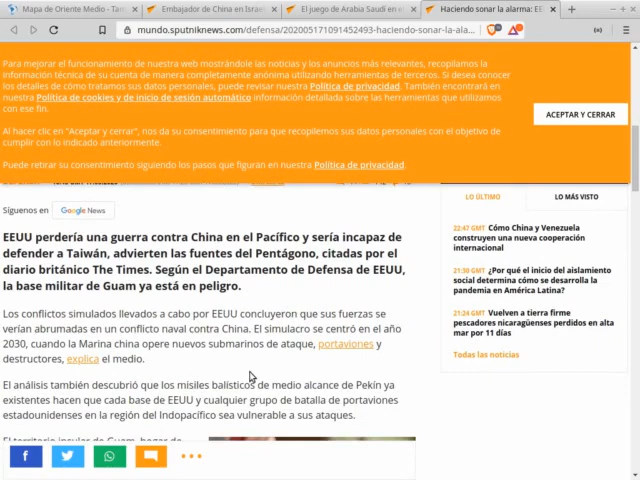 Mapa de Oriente Medio - Tam
Embajador de China en Israel
El juego de Arabia Saudí en e
Haciendo sonar la alarma: EE
mundo.sputniknews.com/defensa/202005171091452493-haciendo-sonar-la-ala...
Para mejorar el funcionamiento de nuestra web mostrándole las noticias y los anuncios más relevantes, recopilamos la
información técnica de su cuenta de manera completamente anónima utilizando herramientas de terceros. Si desea conocer
los detalles de cómo tratamos sus datos personales, puede revisar nuestra Política de privacidad. También encontrará en
nuestra Política de cookies y de inicio de sesión automático información detallada sobre las herramientas que utilizamos
con ese fin.
Al hacer clic en "Aceptar y cerrar", nos da su consentimiento para que recopilemos sus datos personales con el objetivo de
cumplir con lo indicado anteriormente.
Puede retirar su consentimiento siguiendo los pasos que figuran en nuestra Política de privacidad.
ACEPTAR Y CERRAR
Síguenos en
Google News
EEUU perdería una guerra contra China en el Pacífico y sería incapaz de
defender a Taiwán, advierten las fuentes del Pentágono, citadas por el
diario británico The Times. Según el Departamento de Defensa de EEUU,
la base militar de Guam ya está en peligro.
Los conflictos simulados llevados a cabo por EEUU concluyeron que sus fuerzas se
verían abrumadas en un conflicto naval contra China. El simulacro se centró en el año
2030, cuando la Marina china opere nuevos submarinos de ataque, portaviones y
destructores, explica el medio.
El análisis también descubrió que los misiles balísticos de medio alcance de Pekín ya
existentes hacen que cada base de EEUU y cualquier grupo de batalla de portaviones
estadounidenses en la región del Indopacífico sea vulnerable a sus ataques.
El territorio insular de Guam, hogar de
LO ÚLTIMO
LO MÁS VISTO
22:47 GMT Cómo China y Venezuela
construyen una nueva cooperación
internacional
21:30 GMT ¿Por qué el inicio del aislamiento
social determina cómo se desarrolla la
pandemia en América Latina?
21:24 GMT Vuelven a tierra firme
pescadores nicaragüenses perdidos en alta
mar por 11 días
Todas las noticias